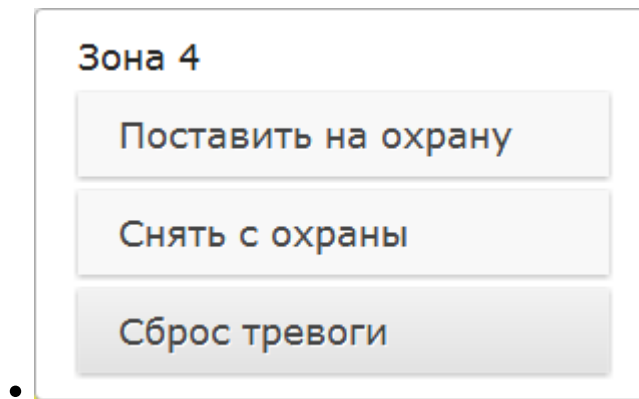 Зона 4
Поставить на охрану
Снять с охраны
Сброс тревоги